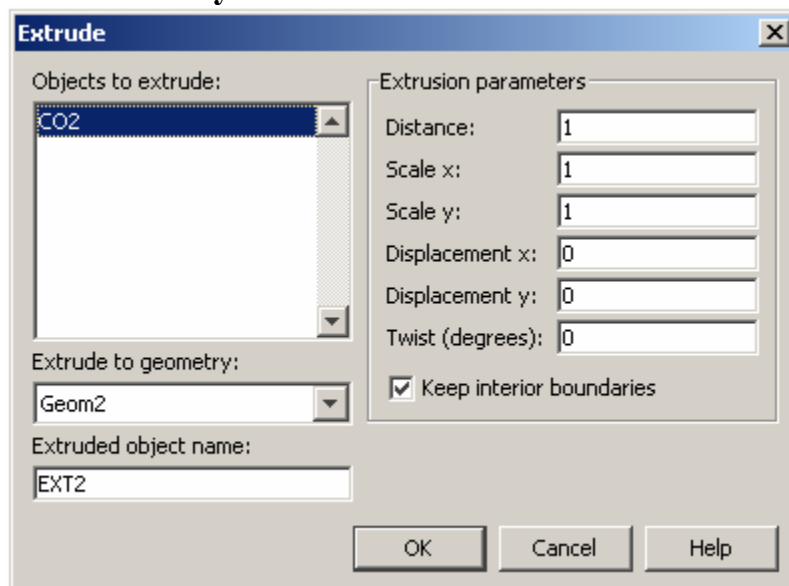 Extrude
Objects to extrude:
CO2
Extrude to geometry:
Geom2
Extruded object name:
EXT2
Extrusion parameters
Distance: 1
Scale x: 1
Scale y: 1
Displacement x: 0
Displacement y: 0
Twist (degrees): 0
Keep interior boundaries
OK Cancel Help